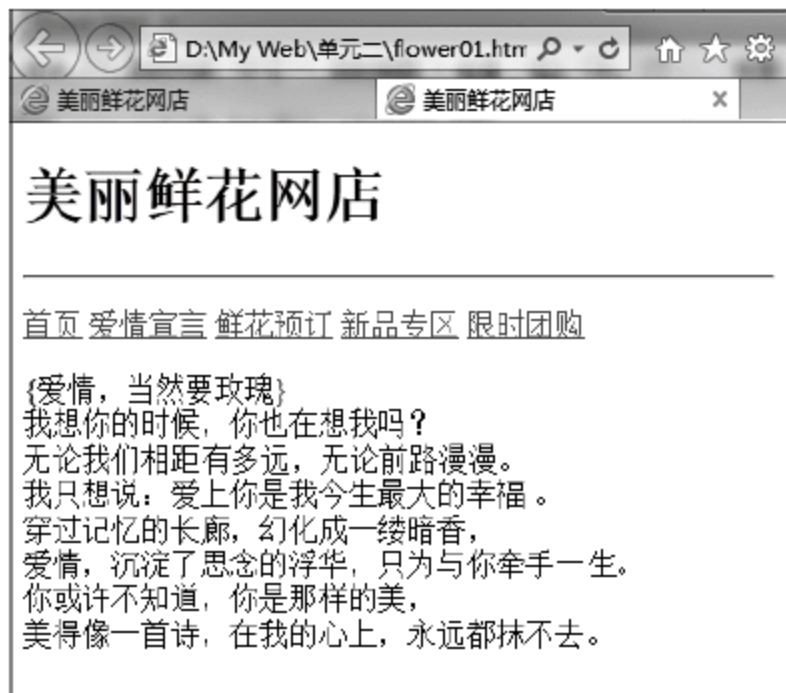 D:\My Web\单元二\flower01.htm
美丽鲜花网店
美丽鲜花网店
美丽鲜花网店
首页 爱情宣言 鲜花预订 新品专区 限时团购
{爱情，当然要玫瑰}
我想你的时候，你也在想我吗？
无论我们相距有多远，无论前路漫漫。
我只想说：爱上你是我今生最大的幸福 。
穿过记忆的长廊，幻化成一缕暗香，
爱情，沉淀了思念的浮华，只为与你牵手一生。
你或许不知道，你是那样的美，
美得像一首诗，在我的心上，永远都抹不去。